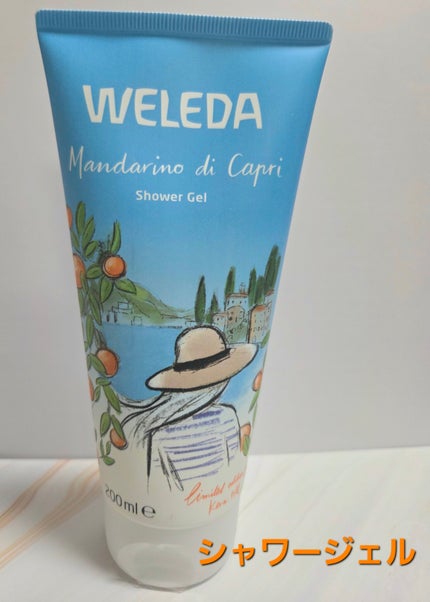 WELEDA
Mandarino di Capri
Shower Gel
200ml e
limited edition
シャワージェル